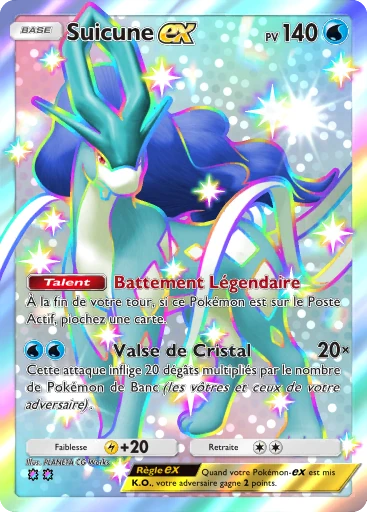 BASE Suicune ex PV 140
Talent Battement Légendaire
À la fin de votre tour, si ce Pokémon est sur le Poste
Actif, piochez une carte.
Valse de Cristal 20×
Cette attaque inflige 20 dégâts multipliés par le nombre
de Pokémon de Banc (les vôtres et ceux de votre
adversaire).
Faiblesse +20 Retraite
Illus. PLANETA CG Works
Règle ex Quand votre Pokémon-ex est mis
K.O., votre adversaire gagne 2 points.